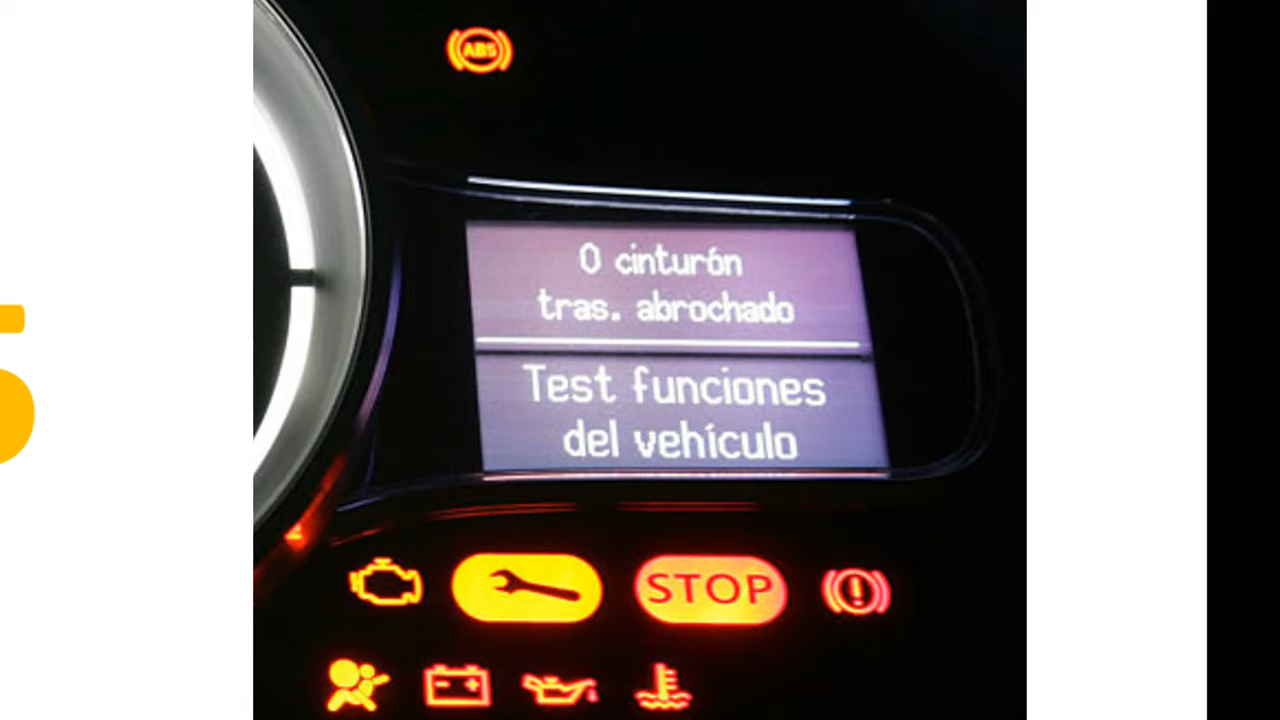 ABS
0 cinturón
tras. abrochado
Test funciones
del vehículo
STOP